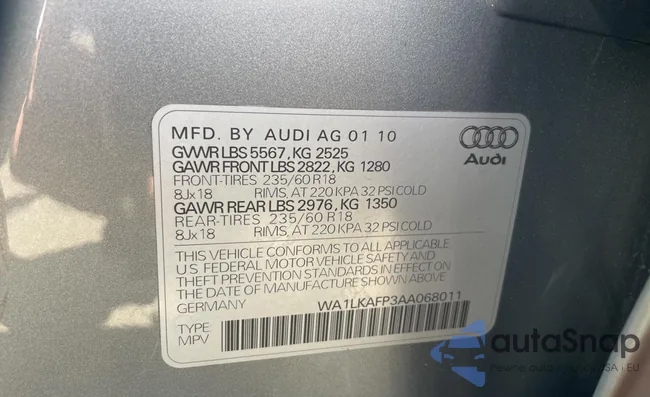 MFD. BY AUDI AG 01 10
GVWR LBS 5567, KG 2525
GAWR FRONT LBS 2822, KG 1280
FRONT-TIRES 235/60 R18
8Jx18 RIMS, AT 220 KPA 32 PSI COLD
GAWR REAR LBS 2976, KG 1350
REAR-TIRES 235/60 R18
8Jx18 RIMS, AT 220 KPA 32 PSI COLD
Audi
THIS VEHICLE CONFORMS TO ALL APPLICABLE
U.S. FEDERAL MOTOR VEHICLE SAFETY AND
THEFT PREVENTION STANDARDS IN EFFECT ON
THE DATE OF MANUFACTURE SHOWN ABOVE.
GERMANY WA1LKAFP3AA068011
TYPE:
MPV
autoSnap